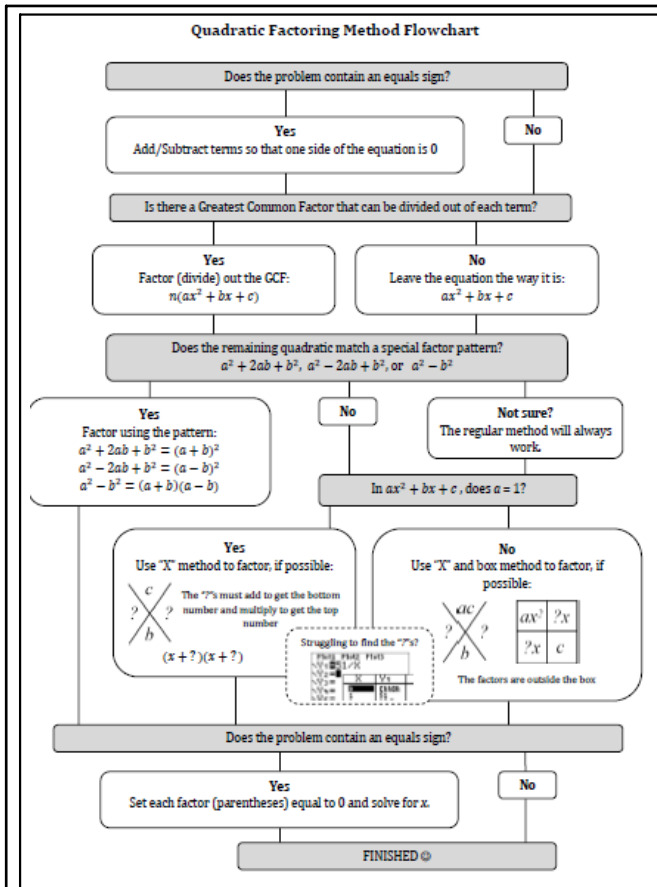 Quadratic Factoring Method Flowchart
Does the problem contain an equals sign?
Yes
Add/Subtract terms so that one side of the equation is 0
No
Is there a Greatest Common Factor that can be divided out of each term?
Yes
Factor (divide) out the GCF:
n(ax² + bx + c)
No
Leave the equation the way it is:
ax² + bx + c
Does the remaining quadratic match a special factor pattern?
a² + 2ab + b², a² − 2ab + b², or a² − b²
Yes
Factor using the pattern:
a² + 2ab + b² = (a + b)²
a² − 2ab + b² = (a − b)²
a² − b² = (a + b)(a − b)
No
Not sure?
The regular method will always
work.
In ax² + bx + c, does a = 1?
Yes
Use "X" method to factor, if possible:
c
? ?
b
The "?"s must add to get the bottom
number and multiply to get the top
number
(x + ?)(x + ?)
Struggling to find the "?"s?
Plot1 Plot2 Plot3
X Y1
No
Use "X" and box method to factor, if
possible:
ac
? ?
b
ax² ?x
?x c
The factors are outside the box
Does the problem contain an equals sign?
Yes
Set each factor (parentheses) equal to 0 and solve for x.
No
FINISHED ☺